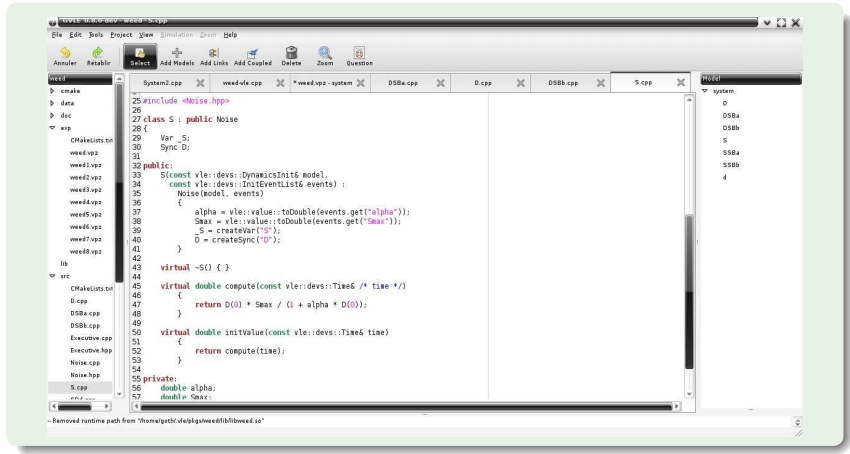 GVLE 0.8.0-dev - weed - S.cpp
File Edit Tools Project View Simulation Zoom Help
Annuler Rétablir Select Add Models Add Links Add Coupled Delete Zoom Question
weed
cmake
data
doc
exp
CMakeLists.txt
weed.vpz
weed1.vpz
weed2.vpz
weed3.vpz
weed4.vpz
weed5.vpz
weed6.vpz
weed7.vpz
weed8.vpz
lib
src
CMakeLists.txt
D.cpp
DSBa.cpp
DSBb.cpp
Executive.cpp
Executive.hpp
Noise.cpp
Noise.hpp
S.cpp
System2.cpp weed-vle.cpp * weed.vpz - system DSBa.cpp D.cpp DSBb.cpp S.cpp
25 #include <Noise.hpp>
26
27 class S : public Noise
28 {
29 Var _S;
30 Sync D;
31
32 public:
33 S(const vle::devs::DynamicsInit& model,
34 const vle::devs::InitEventList& events) :
35 Noise(model, events)
36 {
37 alpha = vle::value::toDouble(events.get("alpha"));
38 Smax = vle::value::toDouble(events.get("Smax"));
39 _S = createVar("S");
40 D = createSync("D");
41 }
42
43 virtual ~S() { }
44
45 virtual double compute(const vle::devs::Time& /* time */)
46 {
47 return D(0) * Smax / (1 + alpha * D(0));
48 }
49
50 virtual double initValue(const vle::devs::Time& time)
51 {
52 return compute(time);
53 }
54
55 private:
56 double alpha;
57 double Smax;
Model
system
D
DSBa
DSBb
S
SSBa
SSBb
d
-- Removed runtime path from "/home/goth/.vle/pkgs/weed/lib/libweed.so"